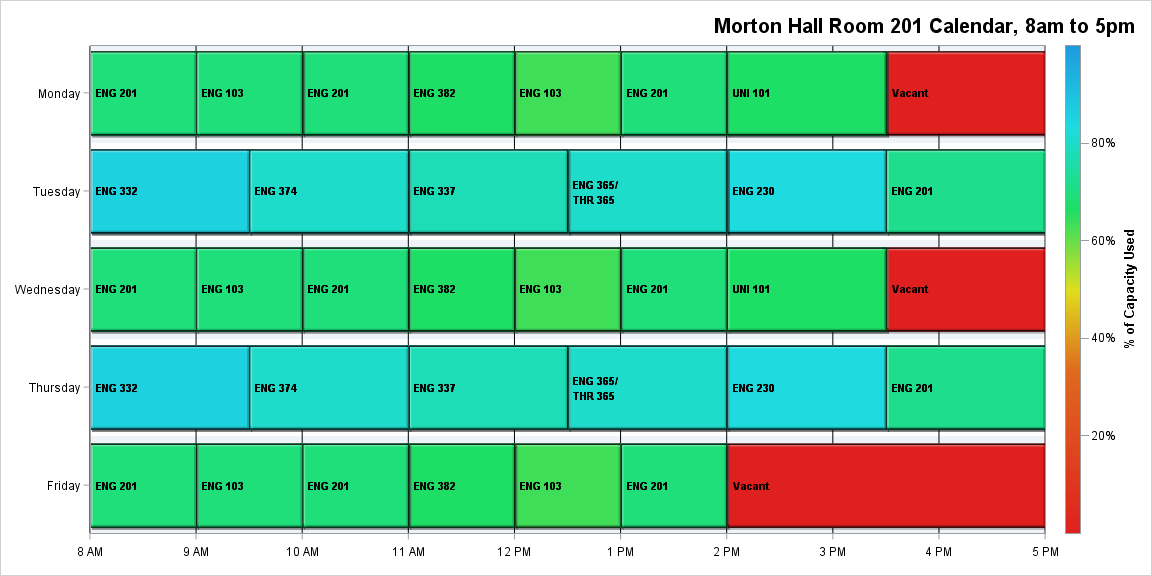 Morton Hall Room 201 Calendar, 8am to 5pm
Monday
ENG 201
ENG 103
ENG 201
ENG 382
ENG 103
ENG 201
UNI 101
Vacant
Tuesday
ENG 332
ENG 374
ENG 337
ENG 365/
THR 365
ENG 230
ENG 201
Wednesday
ENG 201
ENG 103
ENG 201
ENG 382
ENG 103
ENG 201
UNI 101
Vacant
Thursday
ENG 332
ENG 374
ENG 337
ENG 365/
THR 365
ENG 230
ENG 201
Friday
ENG 201
ENG 103
ENG 201
ENG 382
ENG 103
ENG 201
Vacant
8 AM
9 AM
10 AM
11 AM
12 PM
1 PM
2 PM
3 PM
4 PM
5 PM
80%
60%
40%
20%
% of Capacity Used